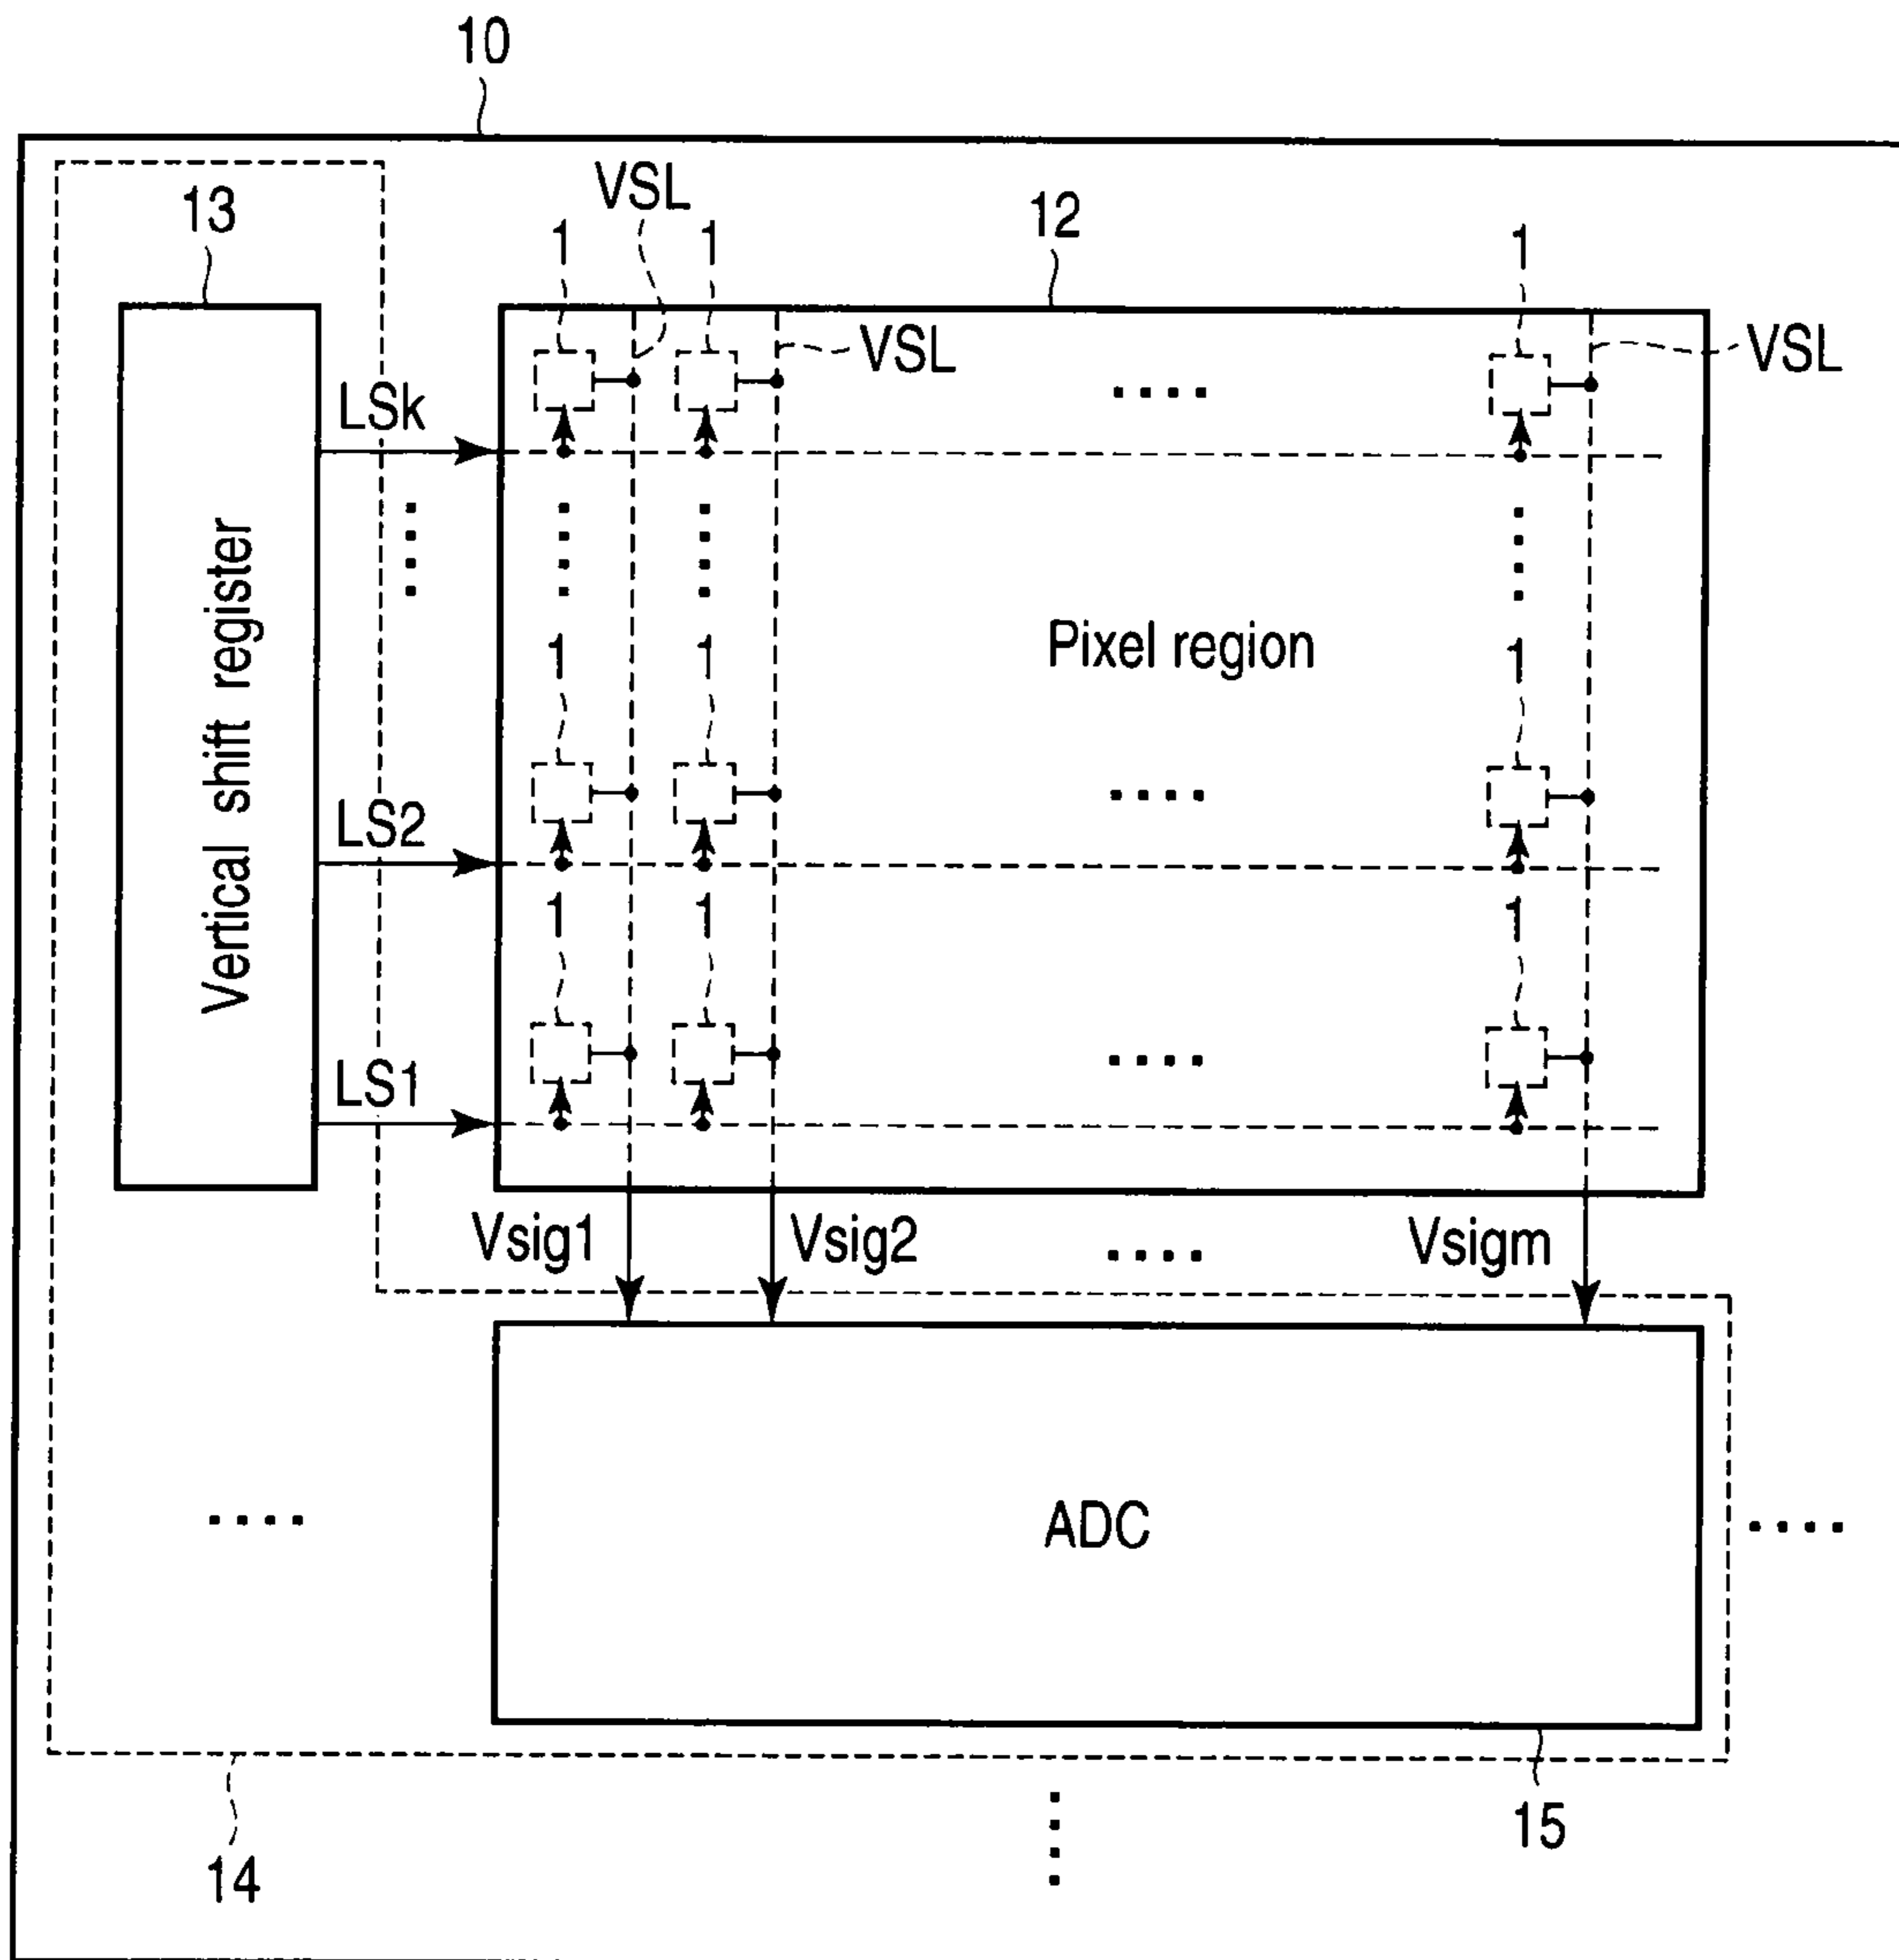 10
13
VSL
1
1
12
1
VSL
VSL
LSk
Vertical shift register
1
1
Pixel region
1
LS2
1
1
1
LS1
Vsig1
Vsig2
....
Vsigm
ADC
14
15